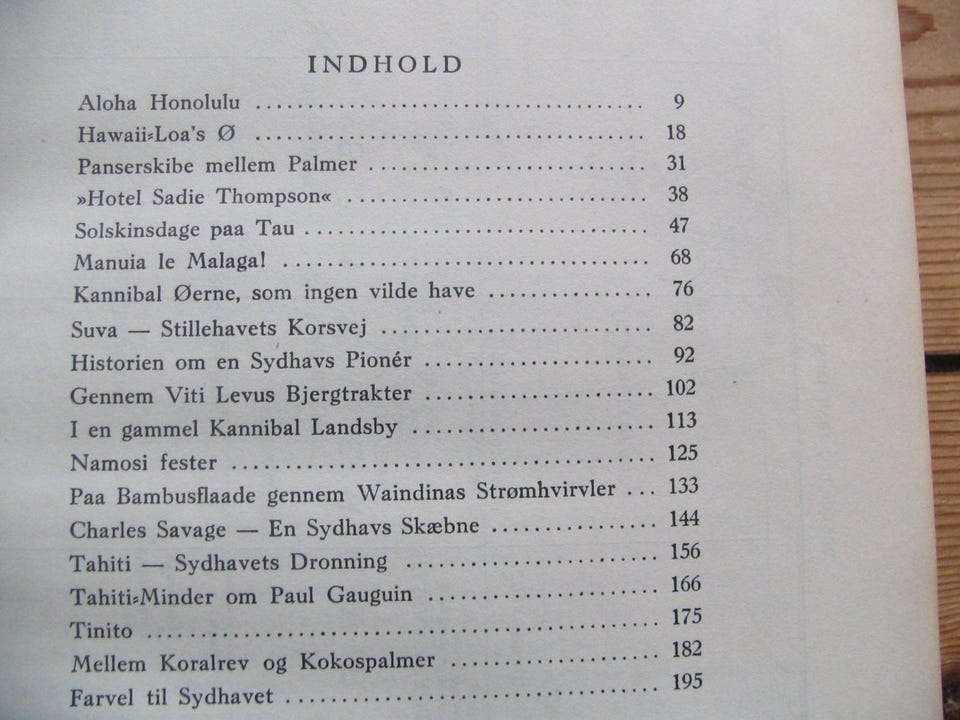 INDHOLD
Aloha Honolulu ........................................ 9
Hawaii-Loa's Ø ........................................ 18
Panserskibe mellem Palmer ............................. 31
»Hotel Sadie Thompson« ................................ 38
Solskinsdage paa Tau .................................. 47
Manuia le Malaga! ..................................... 68
Kannibal Øerne, som ingen vilde have .................. 76
Suva — Stillehavets Korsvej ........................... 82
Historien om en Sydhavs Pionér ........................ 92
Gennem Viti Levus Bjergtrakter ........................ 102
I en gammel Kannibal Landsby .......................... 113
Namosi fester ......................................... 125
Paa Bambusflaade gennem Waindinas Strømhvirvler ... 133
Charles Savage — En Sydhavs Skæbne .................... 144
Tahiti — Sydhavets Dronning ........................... 156
Tahiti-Minder om Paul Gauguin ......................... 166
Tinito ................................................ 175
Mellem Koralrev og Kokospalmer ........................ 182
Farvel til Sydhavet ................................... 195